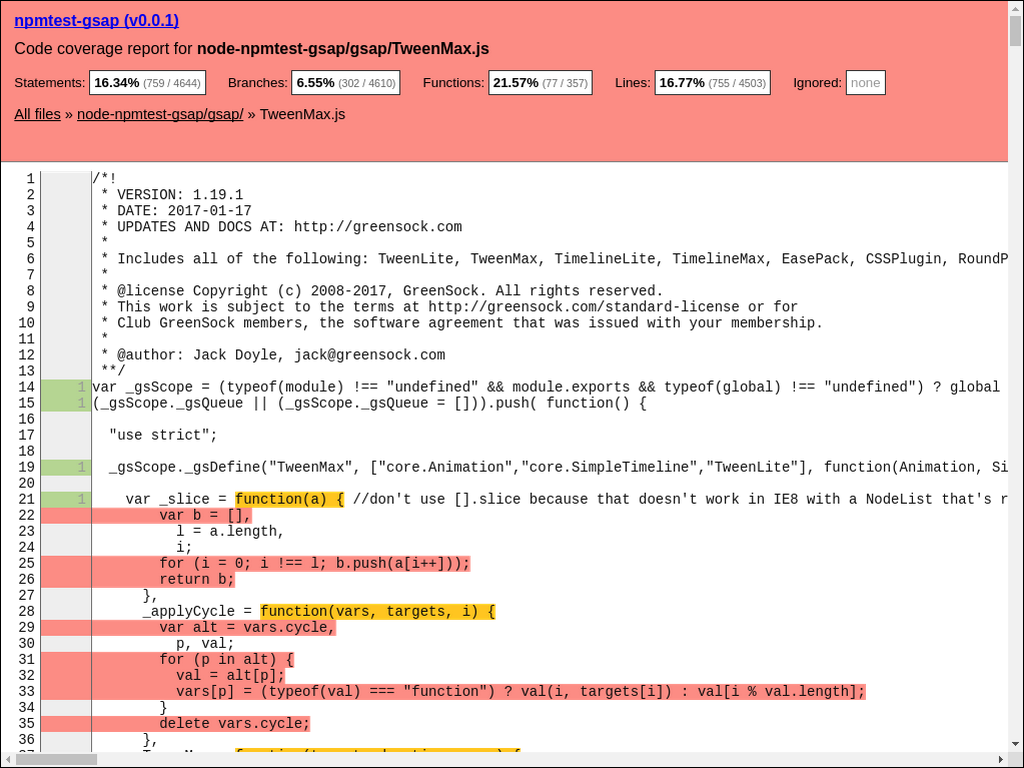 npmtest-gsap (v0.0.1)
Code coverage report for node-npmtest-gsap/gsap/TweenMax.js
Statements: 16.34% (759 / 4644) Branches: 6.55% (302 / 4610) Functions: 21.57% (77 / 357) Lines: 16.77% (755 / 4503) Ignored: none
All files » node-npmtest-gsap/gsap/ » TweenMax.js
1 /*!
2  * VERSION: 1.19.1
3  * DATE: 2017-01-17
4  * UPDATES AND DOCS AT: http://greensock.com
5  *
6  * Includes all of the following: TweenLite, TweenMax, TimelineLite, TimelineMax, EasePack, CSSPlugin, RoundP
7  *
8  * @license Copyright (c) 2008-2017, GreenSock. All rights reserved.
9  * This work is subject to the terms at http://greensock.com/standard-license or for
10  * Club GreenSock members, the software agreement that was issued with your membership.
11  *
12  * @author: Jack Doyle, jack@greensock.com
13  **/
14 1 var _gsScope = (typeof(module) !== "undefined" && module.exports && typeof(global) !== "undefined") ? global
15 1 (_gsScope._gsQueue || (_gsScope._gsQueue = [])).push( function() {
16
17   "use strict";
18
19 1   _gsScope._gsDefine("TweenMax", ["core.Animation","core.SimpleTimeline","TweenLite"], function(Animation, Si
20
21 1     var _slice = function(a) { //don't use [].slice because that doesn't work in IE8 with a NodeList that's r
22         var b = [],
23           l = a.length,
24           i;
25         for (i = 0; i !== l; b.push(a[i++]));
26         return b;
27       },
28       _applyCycle = function(vars, targets, i) {
29         var alt = vars.cycle,
30           p, val;
31         for (p in alt) {
32           val = alt[p];
33           vars[p] = (typeof(val) === "function") ? val(i, targets[i]) : val[i % val.length];
34         }
35         delete vars.cycle;
36       },